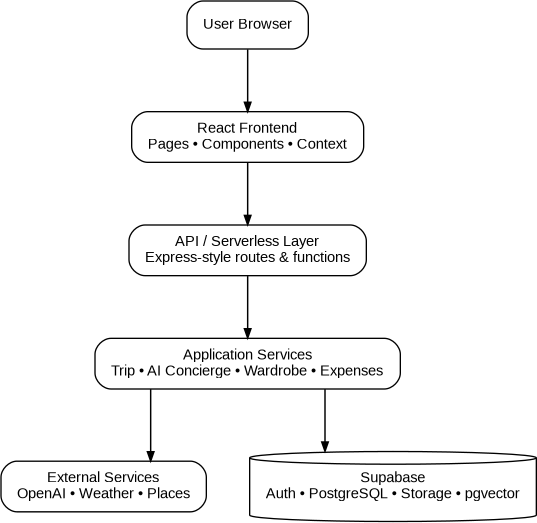 User Browser
React Frontend
Pages • Components • Context
API / Serverless Layer
Express-style routes & functions
Application Services
Trip • AI Concierge • Wardrobe • Expenses
External Services
OpenAI • Weather • Places
Supabase
Auth • PostgreSQL • Storage • pgvector